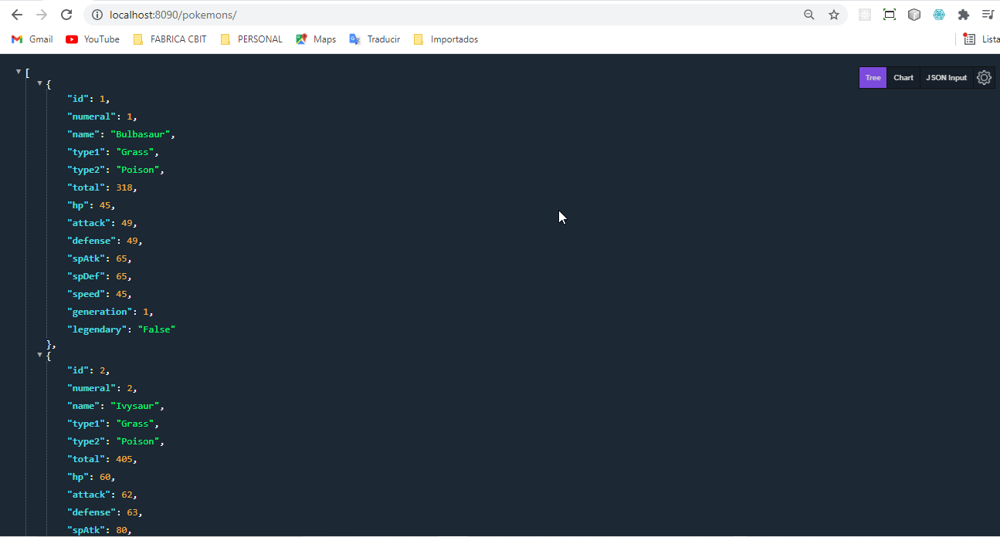 localhost:8090/pokemons/
Gmail YouTube FABRICA CBIT PERSONAL Maps Traducir Importados Lista
Tree Chart JSON Input
[
{
"id": 1,
"numeral": 1,
"name": "Bulbasaur",
"type1": "Grass",
"type2": "Poison",
"total": 318,
"hp": 45,
"attack": 49,
"defense": 49,
"spAtk": 65,
"spDef": 65,
"speed": 45,
"generation": 1,
"legendary": "False"
},
{
"id": 2,
"numeral": 2,
"name": "Ivysaur",
"type1": "Grass",
"type2": "Poison",
"total": 405,
"hp": 60,
"attack": 62,
"defense": 63,
"spAtk": 80,